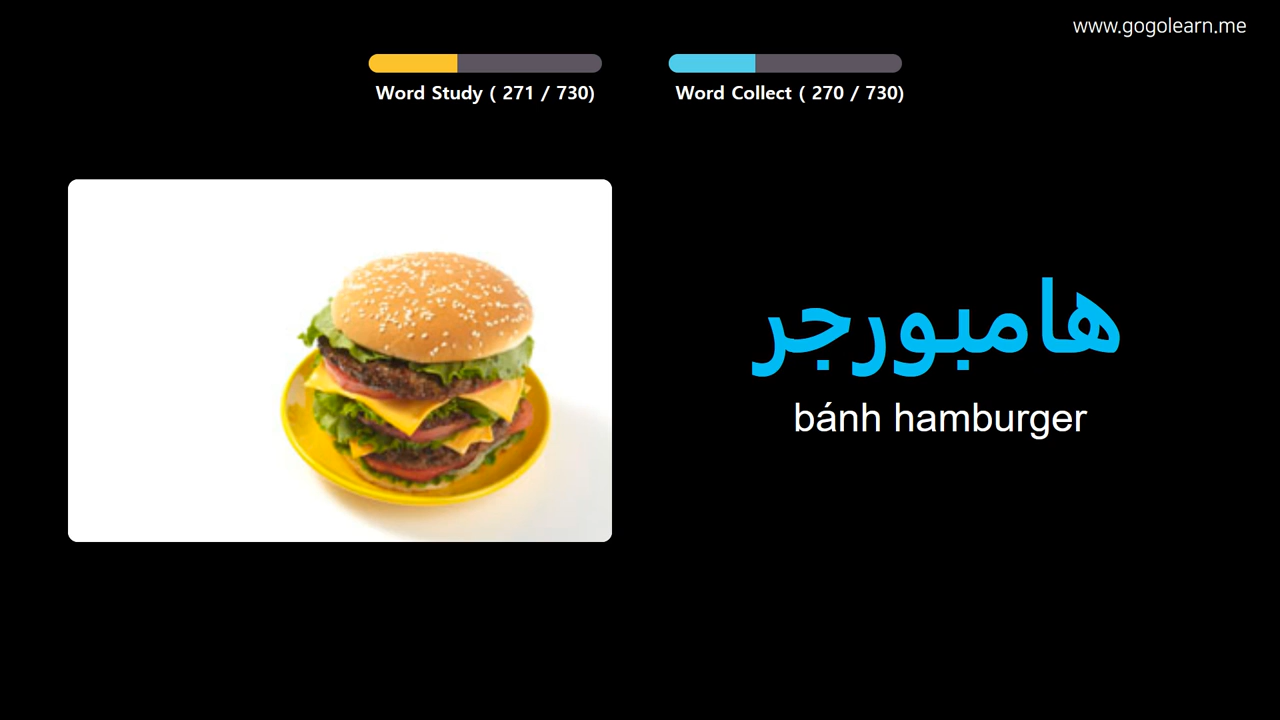 www.gogolearn.me
Word Study ( 271 / 730)
Word Collect ( 270 / 730)
هامبورجر
bánh hamburger